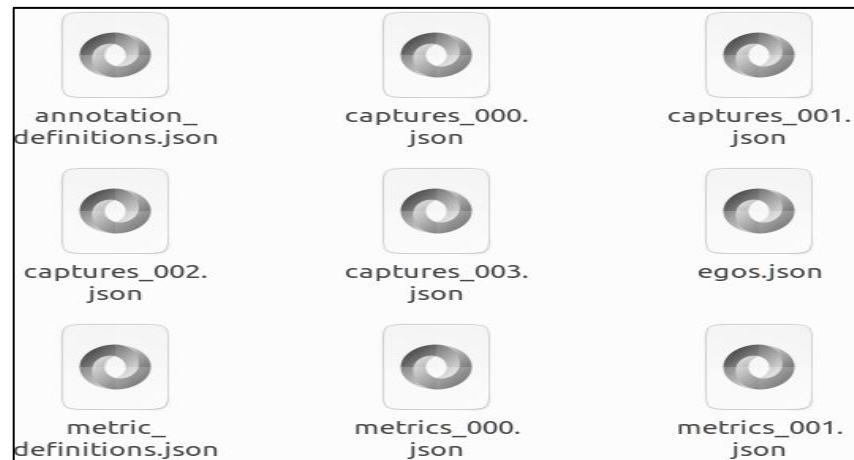 annotation_
definitions.json
captures_000.
json
captures_001.
json
captures_002.
json
captures_003.
json
egos.json
metric_
definitions.json
metrics_000.
json
metrics_001.
json